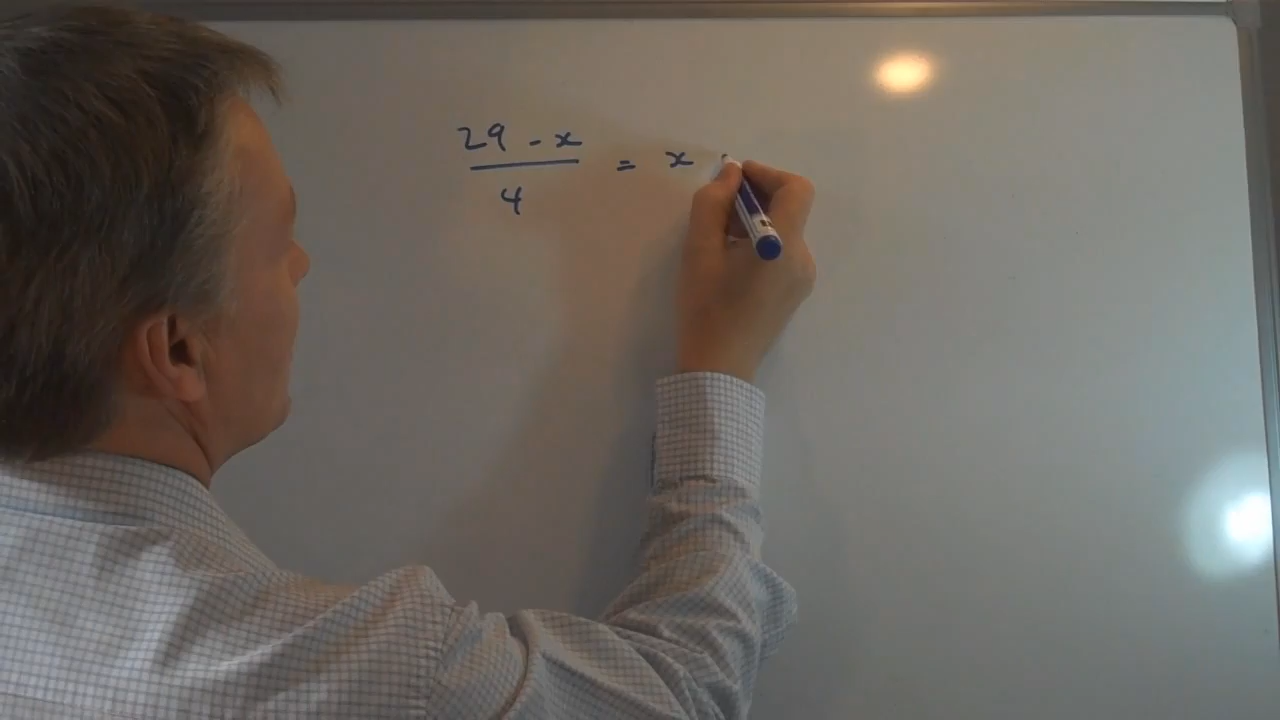 29 - x
—— = x
4